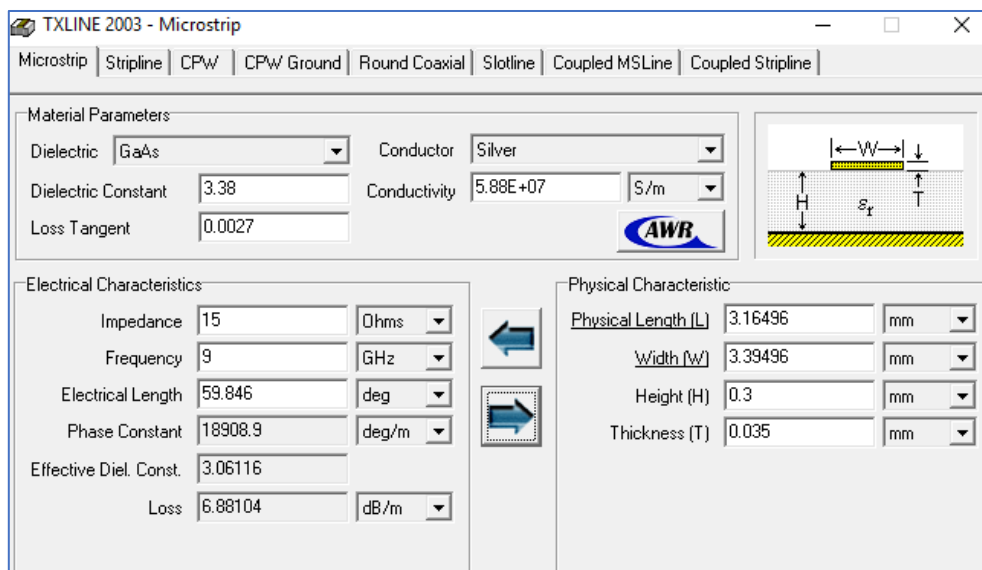 TXLINE 2003 - Microstrip
Microstrip Stripline CPW CPW Ground Round Coaxial Slotline Coupled MSLine Coupled Stripline
Material Parameters
Dielectric GaAs Conductor Silver
Dielectric Constant 3.38 Conductivity 5.88E+07 S/m
Loss Tangent 0.0027 AWR
W
H
εr
T
Electrical Characteristics
Impedance 15 Ohms
Frequency 9 GHz
Electrical Length 59.846 deg
Phase Constant 18908.9 deg/m
Effective Diel. Const. 3.06116
Loss 6.88104 dB/m
Physical Characteristic
Physical Length (L) 3.16496 mm
Width (W) 3.39496 mm
Height (H) 0.3 mm
Thickness (T) 0.035 mm